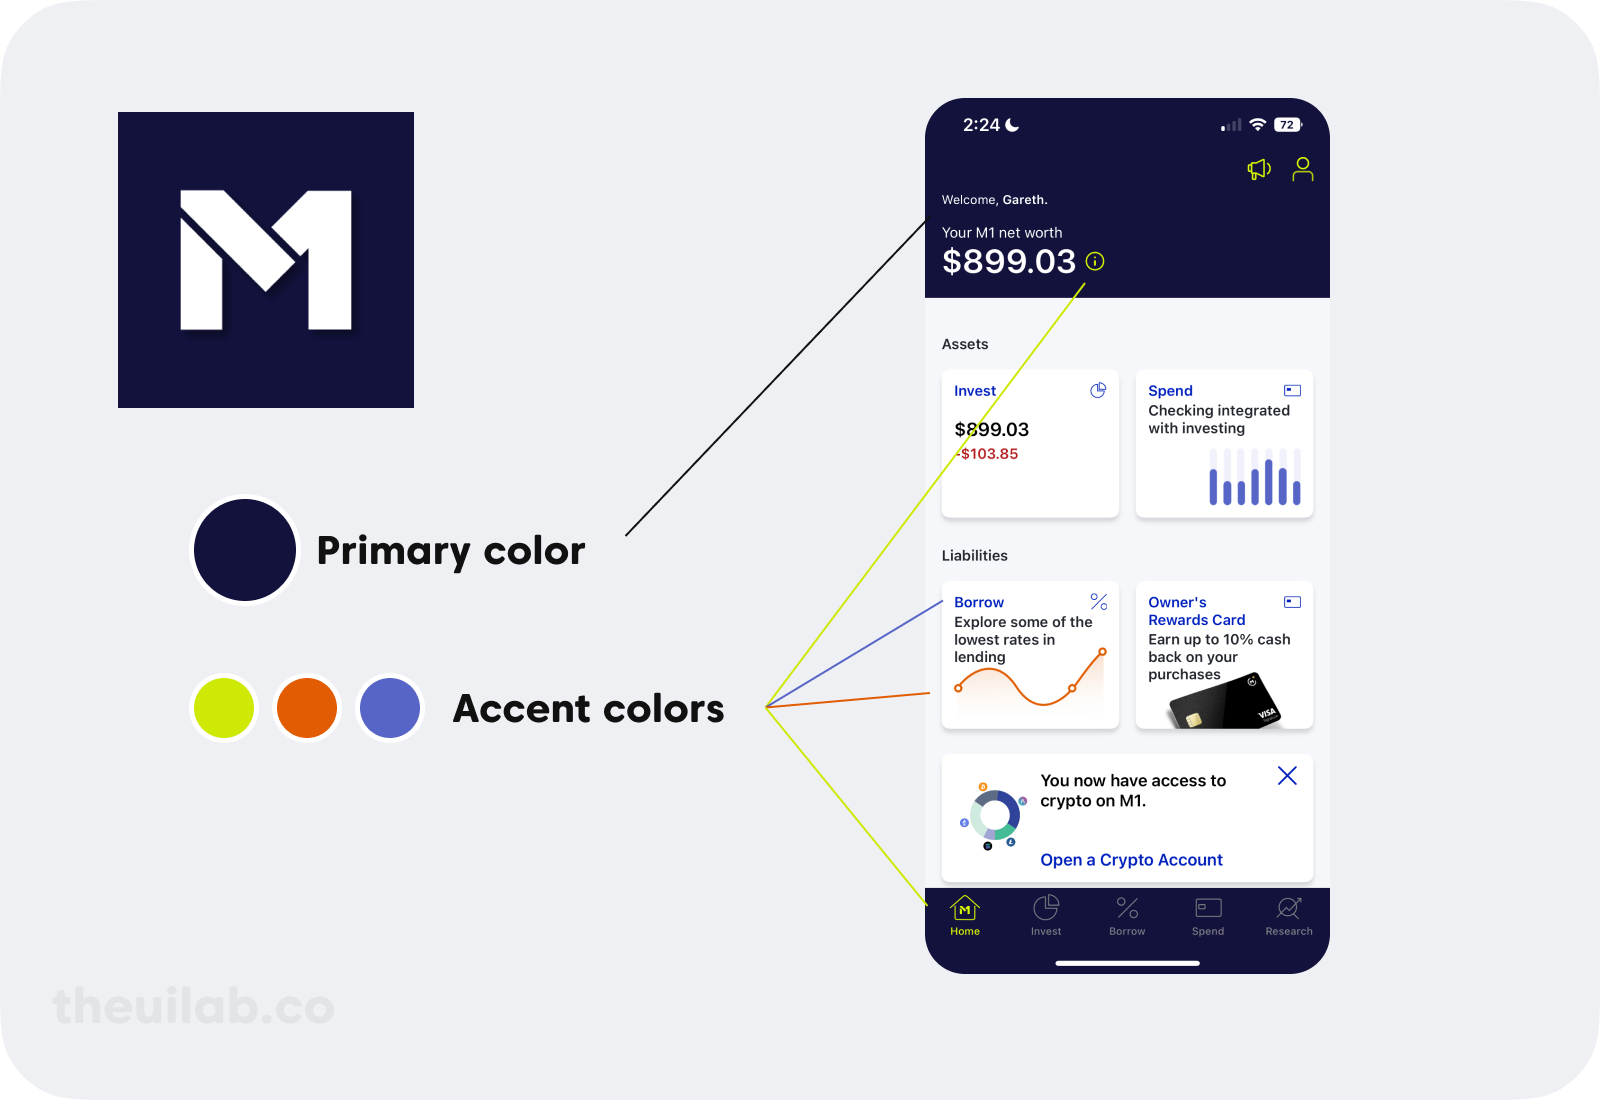 M1
Primary color
Accent colors
theuilab.co
2:24
72
Welcome, Gareth.
Your M1 net worth
$899.03
Assets
Invest
$899.03
-$103.85
Spend
Checking integrated
with investing
Liabilities
Borrow
Explore some of the
lowest rates in
lending
Owner's
Rewards Card
Earn up to 10% cash
back on your
purchases
VISA
You now have access to
crypto on M1.
Open a Crypto Account
Home
Invest
Borrow
Spend
Research